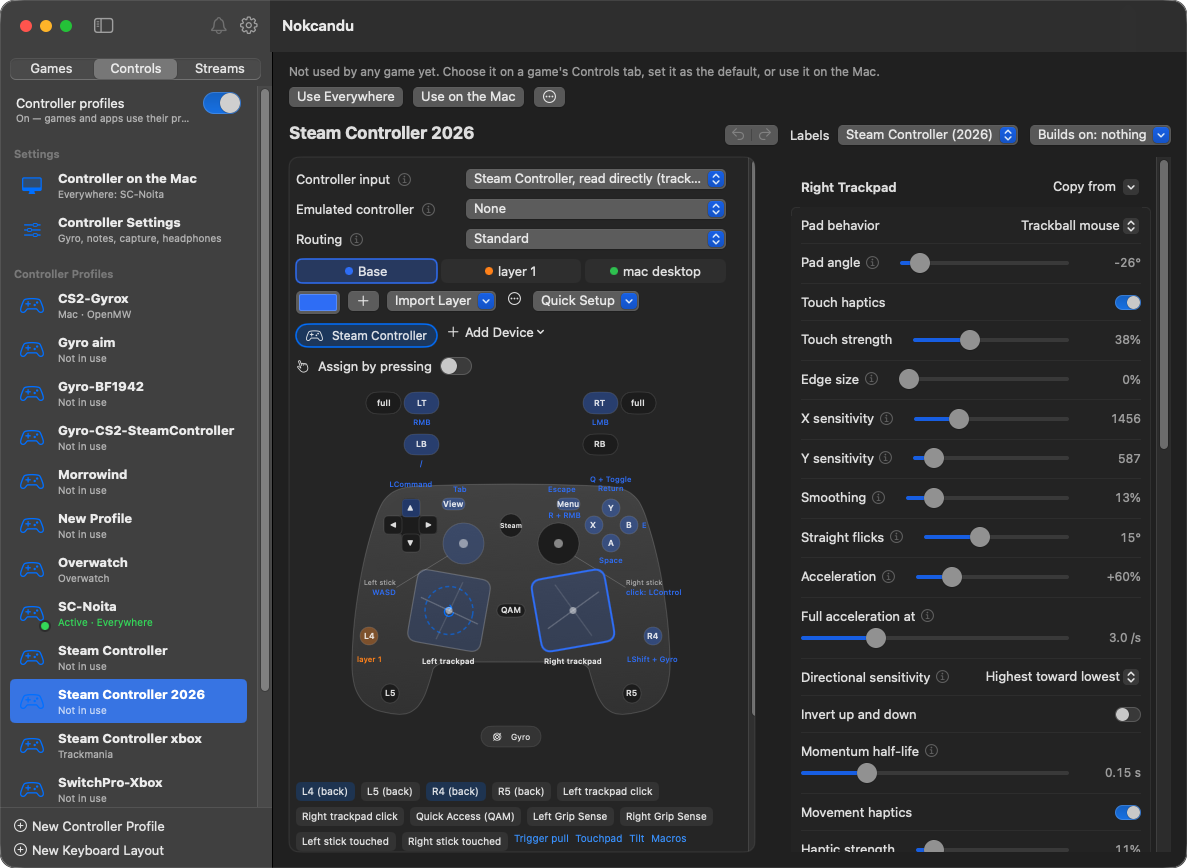 Nokcandu
Games Controls Streams
Controller profiles
On — games and apps use their pr...
Settings
Controller on the Mac
Everywhere: SC-Noita
Controller Settings
Gyro, notes, capture, headphones
Controller Profiles
CS2-Gyrox
Mac · OpenMW
Gyro aim
Not in use
Gyro-BF1942
Not in use
Gyro-CS2-SteamController
Not in use
Morrowind
Not in use
New Profile
Not in use
Overwatch
Overwatch
SC-Noita
Active · Everywhere
Steam Controller
Not in use
Steam Controller 2026
Not in use
Steam Controller xbox
Trackmania
SwitchPro-Xbox
Not in use
New Controller Profile
New Keyboard Layout
Not used by any game yet. Choose it on a game's Controls tab, set it as the default, or use it on the Mac.
Use Everywhere Use on the Mac
Steam Controller 2026
Labels Steam Controller (2026) Builds on: nothing
Controller input Steam Controller, read directly (track...
Emulated controller None
Routing Standard
Base layer 1 mac desktop
+ Import Layer Quick Setup
Steam Controller + Add Device
Assign by pressing
full LT RT full
RMB LMB
LB RB
/
LCommand Tab Escape Q + Toggle
Return
View Menu Y
R + RMB
Steam X B E
A
Space
Left stick Right stick
WASD click: LControl
QAM
L4 R4
layer 1 Left trackpad Right trackpad LShift + Gyro
L5 R5
Gyro
L4 (back) L5 (back) R4 (back) R5 (back) Left trackpad click
Right trackpad click Quick Access (QAM) Left Grip Sense Right Grip Sense
Left stick touched Right stick touched Trigger pull Touchpad Tilt Macros
Right Trackpad Copy from
Pad behavior Trackball mouse
Pad angle -26°
Touch haptics
Touch strength 38%
Edge size 0%
X sensitivity 1456
Y sensitivity 587
Smoothing 13%
Straight flicks 15°
Acceleration +60%
Full acceleration at
3.0 /s
Directional sensitivity Highest toward lowest
Invert up and down
Momentum half-life
0.15 s
Movement haptics
Haptic strength 11%